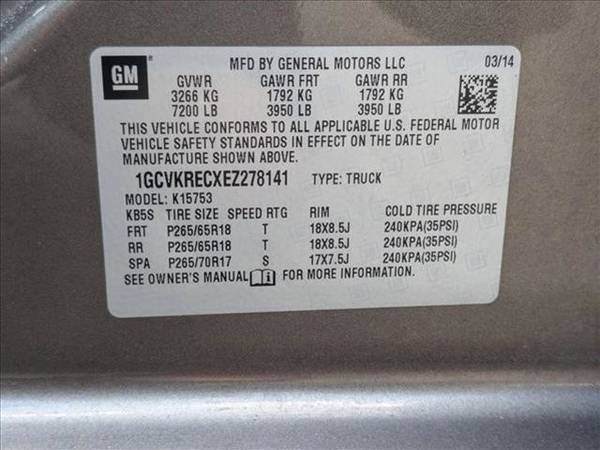 GM
MFD BY GENERAL MOTORS LLC 03/14
GVWR GAWR FRT GAWR RR
3266 KG 1792 KG 1792 KG
7200 LB 3950 LB 3950 LB
THIS VEHICLE CONFORMS TO ALL APPLICABLE U.S. FEDERAL MOTOR
VEHICLE SAFETY STANDARDS IN EFFECT ON THE DATE OF
MANUFACTURE SHOWN ABOVE.
1GCVKRECXEZ278141 TYPE: TRUCK
MODEL: K15753
KB5S TIRE SIZE SPEED RTG RIM COLD TIRE PRESSURE
FRT P265/65R18 T 18X8.5J 240KPA(35PSI)
RR P265/65R18 T 18X8.5J 240KPA(35PSI)
SPA P265/70R17 S 17X7.5J 240KPA(35PSI)
SEE OWNER'S MANUAL FOR MORE INFORMATION.